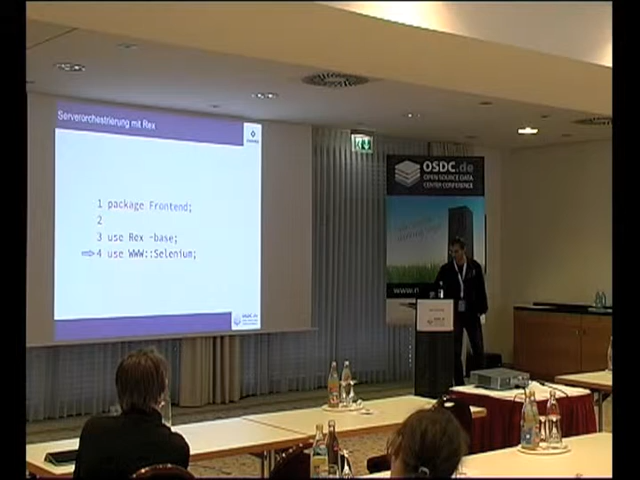 Serverorchestrierung mit Rex
1 package Frontend;
2
3 use Rex -base;
4 use WWW::Selenium;
OSDC.de
OPEN SOURCE DATA
CENTER CONFERENCE
www.n